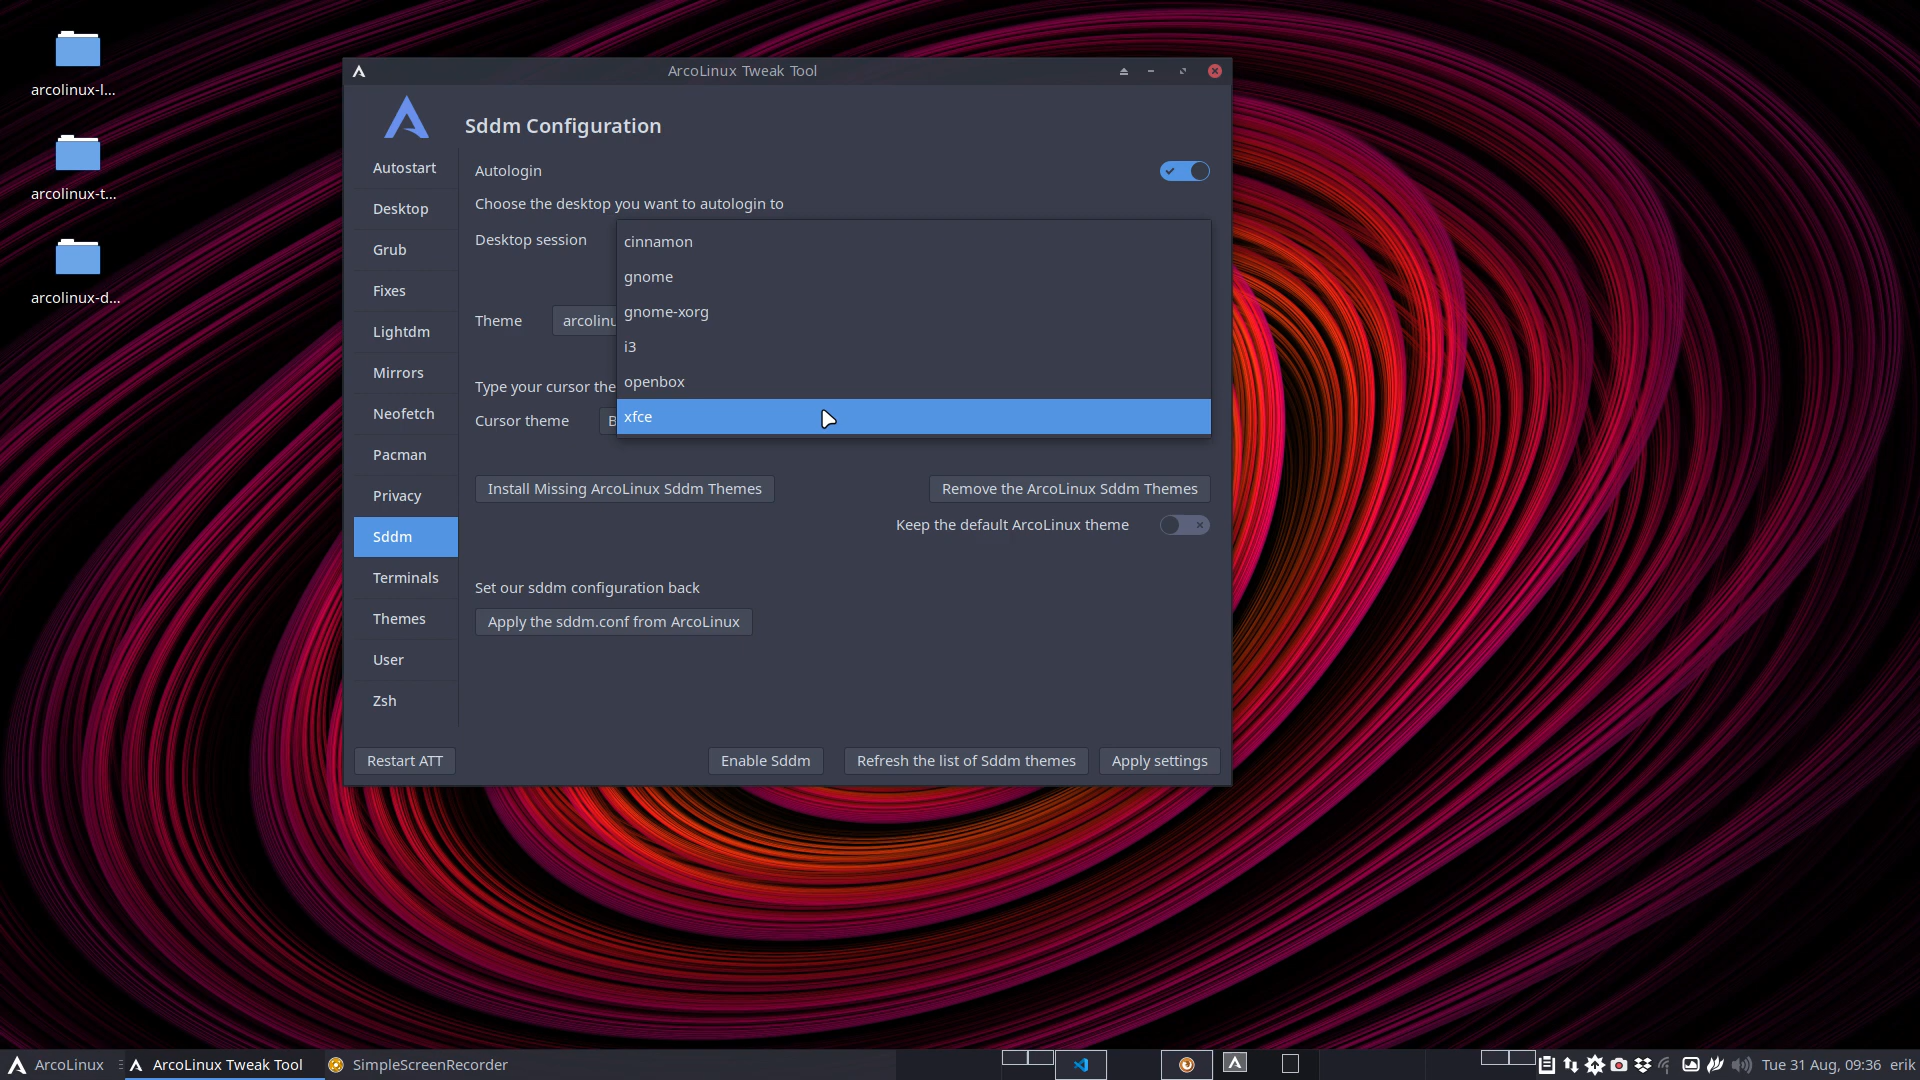 arcolinux-l...
arcolinux-t...
arcolinux-d...
ArcoLinux Tweak Tool
Sddm Configuration
Autostart
Desktop
Grub
Fixes
Lightdm
Mirrors
Neofetch
Pacman
Privacy
Sddm
Terminals
Themes
User
Zsh
Autologin
Choose the desktop you want to autologin to
Desktop session
cinnamon
gnome
gnome-xorg
i3
openbox
xfce
Theme
Type your cursor
Cursor theme
Install Missing ArcoLinux Sddm Themes
Remove the ArcoLinux Sddm Themes
Keep the default ArcoLinux theme
Set our sddm configuration back
Apply the sddm.conf from ArcoLinux
Restart ATT
Enable Sddm
Refresh the list of Sddm themes
Apply settings
ArcoLinux
ArcoLinux Tweak Tool
SimpleScreenRecorder
Tue 31 Aug, 09:36
erik